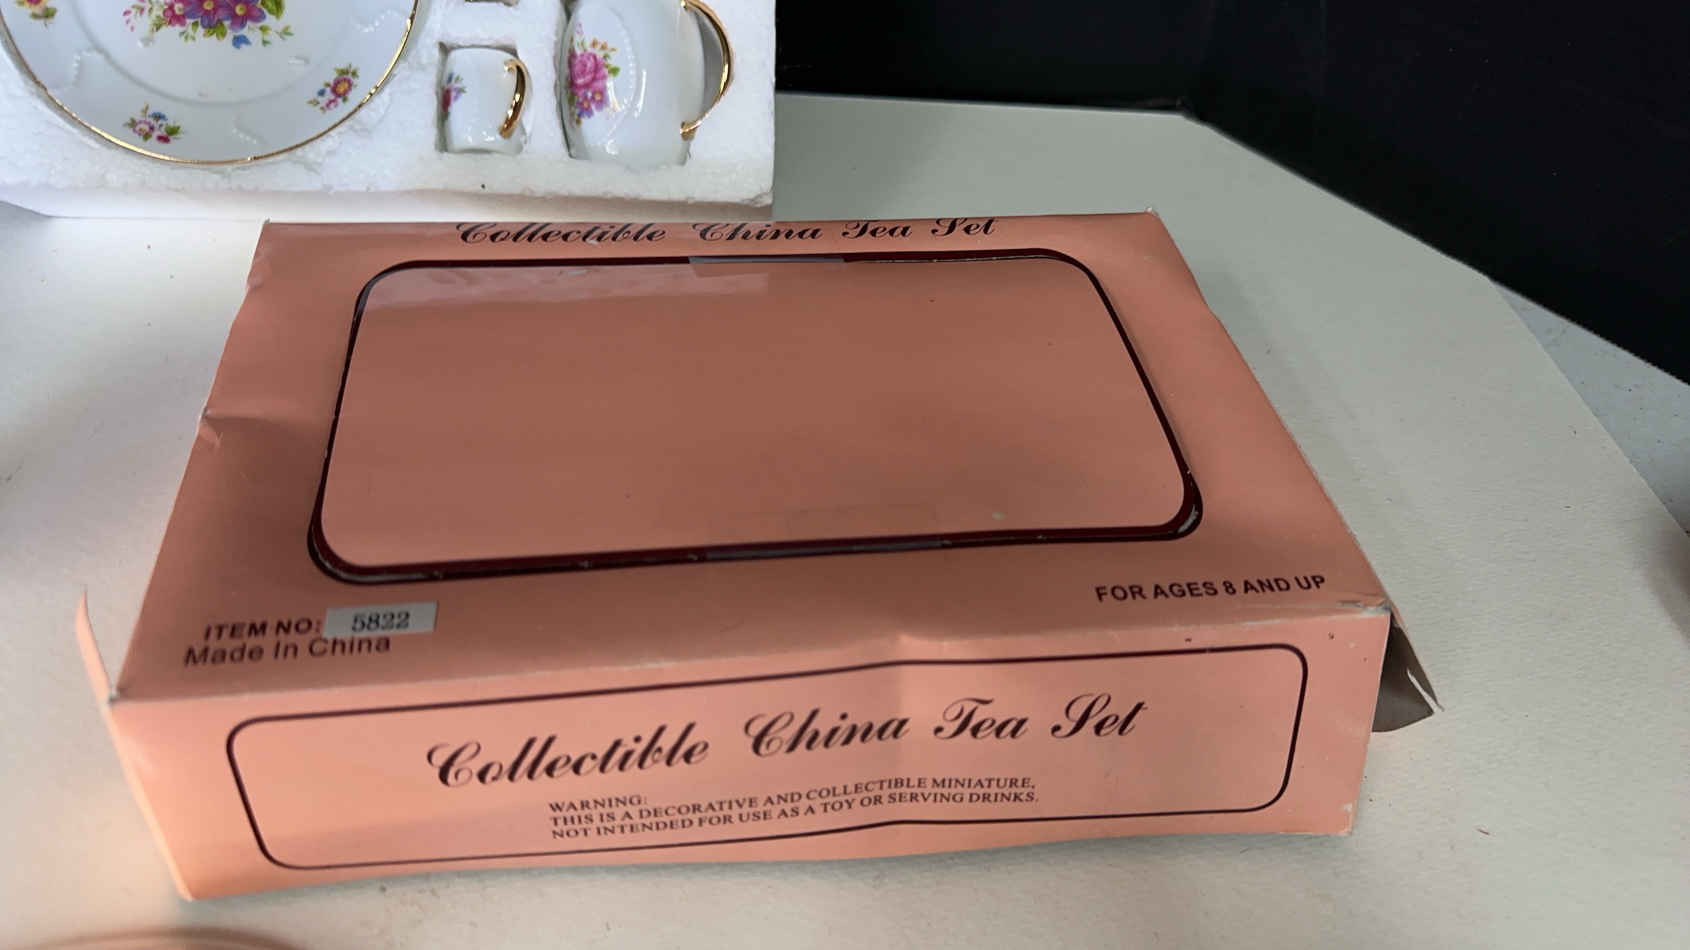 Collectible China Tea Set
FOR AGES 8 AND UP
ITEM NO: 5822
Made In China
Collectible China Tea Set
WARNING:
THIS IS A DECORATIVE AND COLLECTIBLE MINIATURE,
NOT INTENDED FOR USE AS A TOY OR SERVING DRINKS.